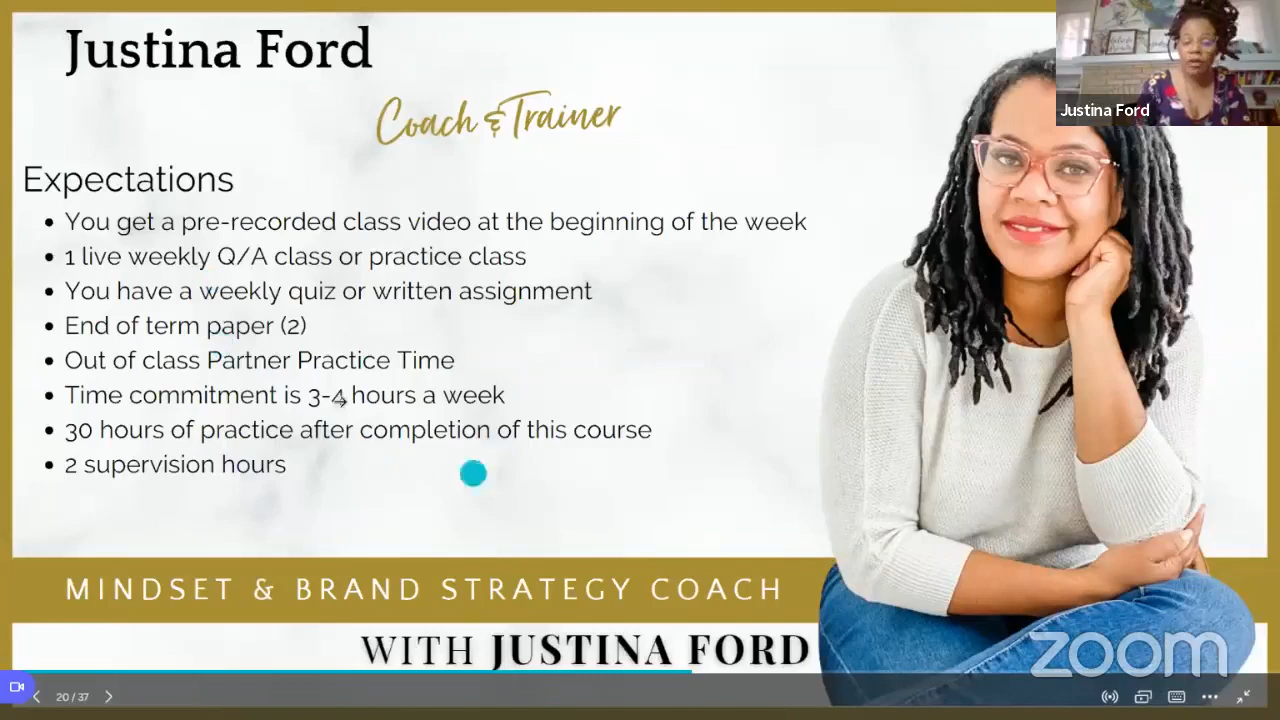 Justina Ford
Coach & Trainer
Justina Ford
Expectations
You get a pre-recorded class video at the beginning of the week
1 live weekly Q/A class or practice class
You have a weekly quiz or written assignment
End of term paper (2)
Out of class Partner Practice Time
Time commitment is 3-4 hours a week
30 hours of practice after completion of this course
2 supervision hours
MINDSET & BRAND STRATEGY COACH
WITH JUSTINA FORD
zoom
20 / 37